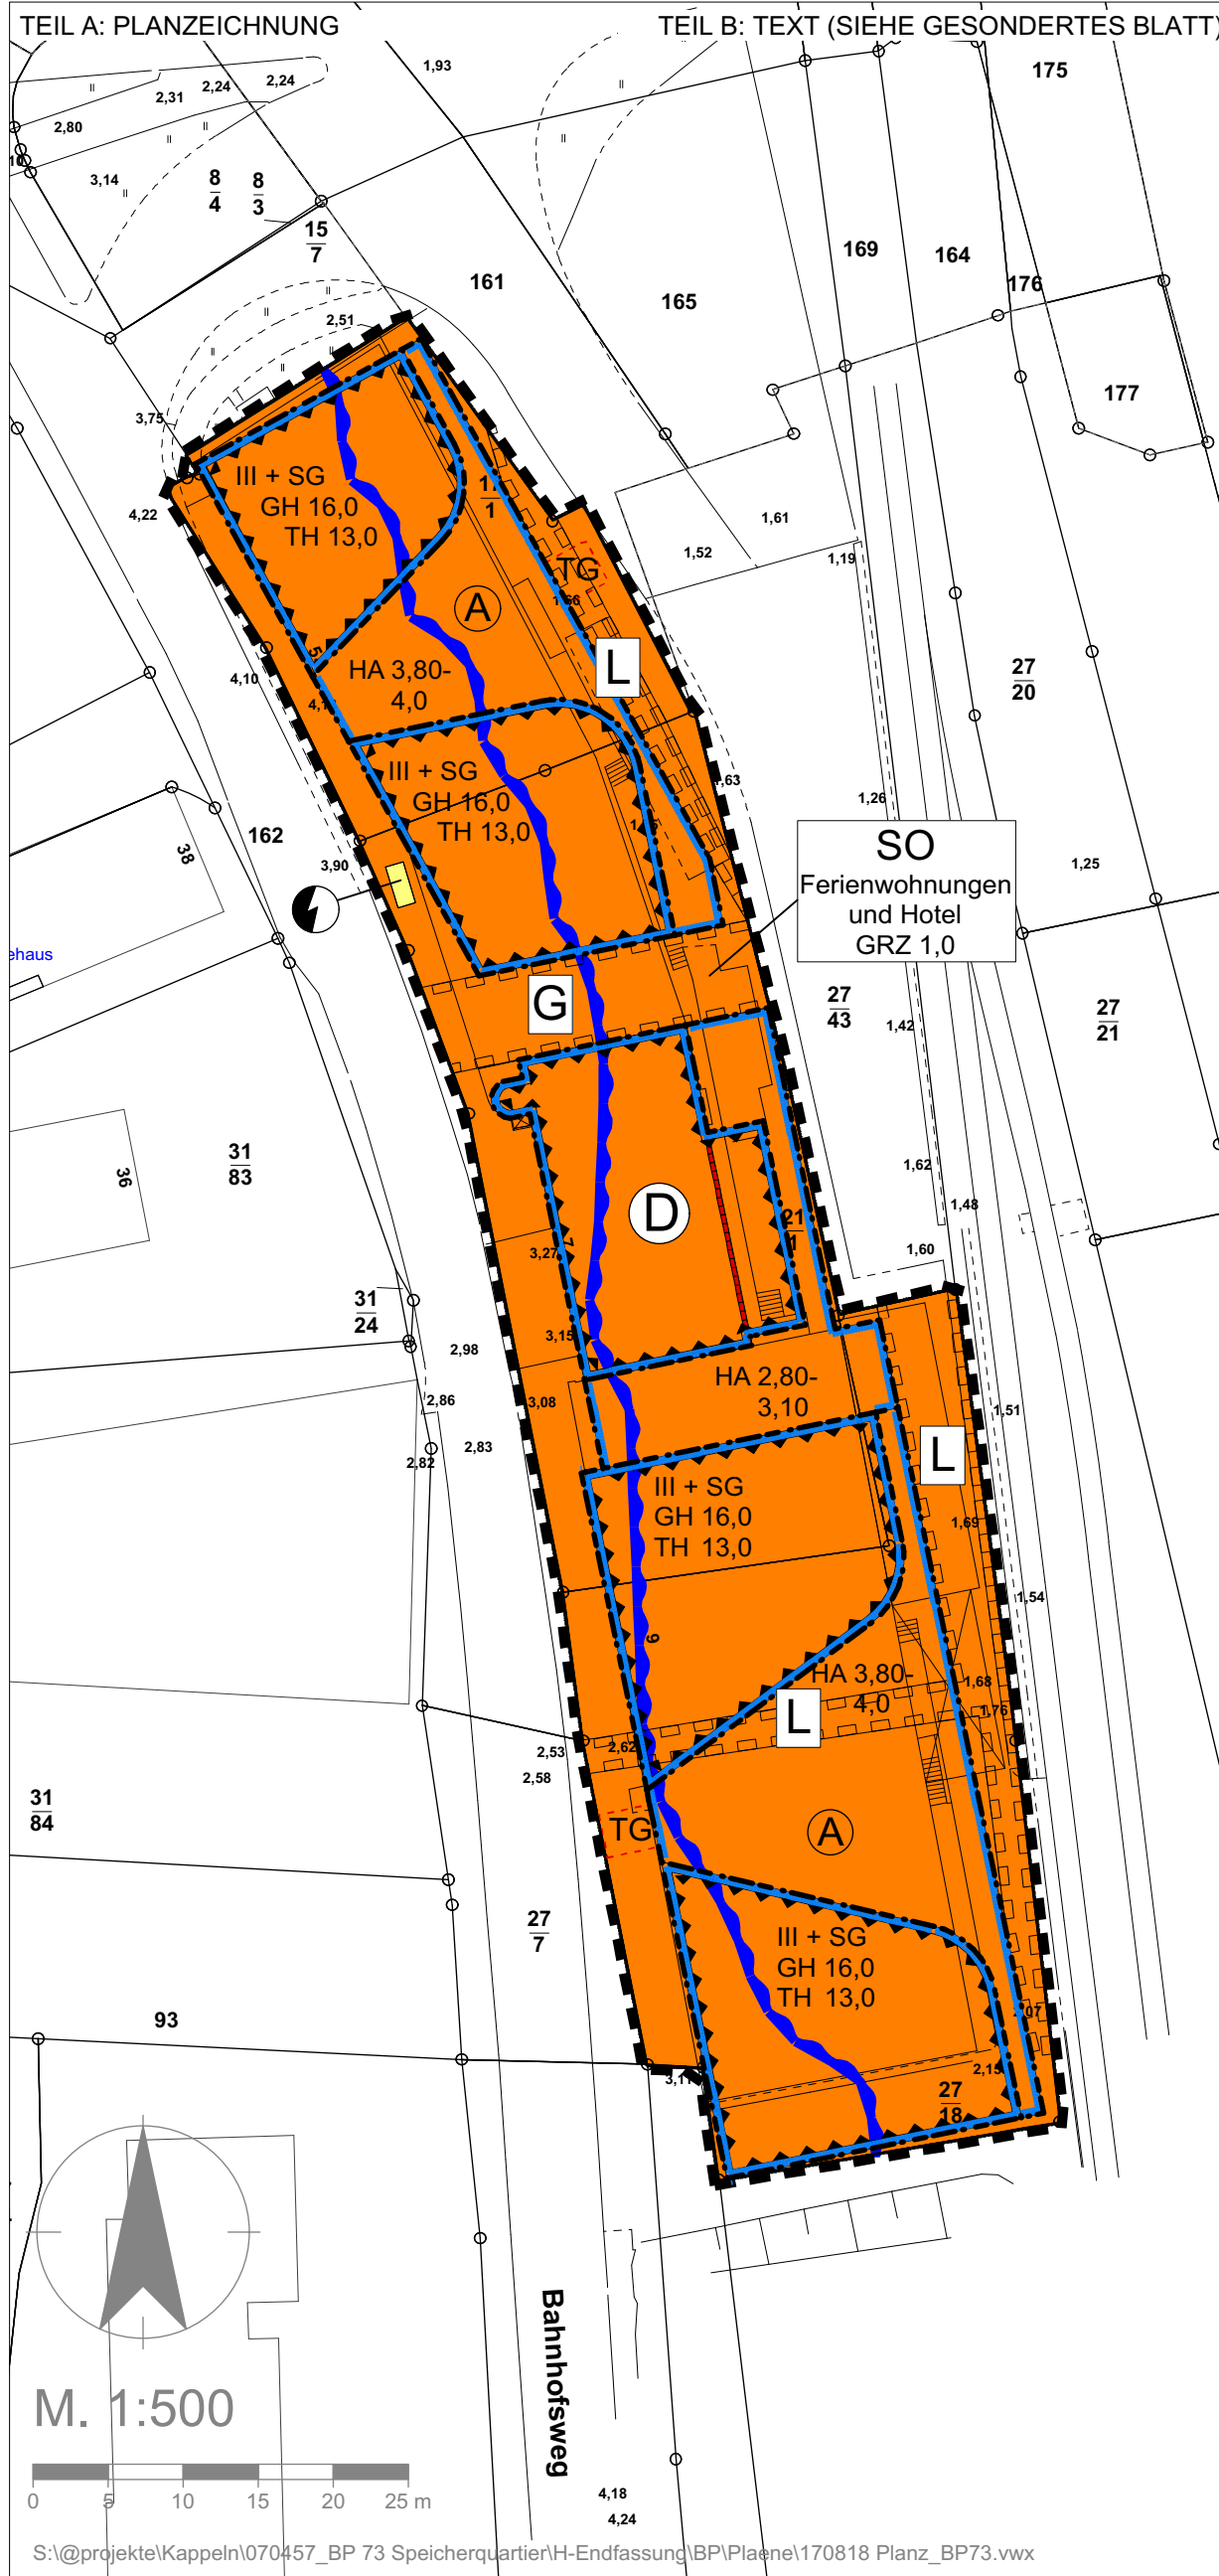 TEIL A: PLANZEICHNUNG
TEIL B: TEXT (SIEHE GESONDERTES BLATT)
1,93
175
2,31
2,24
2,24
2,80
3,14
8
4
8
3
15
7
161
165
169
164
176
177
2,51
3,75
4,22
III + SG
GH 16,0
TH 13,0
1,61
1,52
1,19
TG
1,66
A
L
HA 3,80-
4,0
4,10
27
20
III + SG
GH 16,0
TH 13,0
1,26
1,25
162
38
3,90
SO
Ferienwohnungen
und Hotel
GRZ 1,0
ehaus
G
27
43
1,42
27
21
31
83
36
D
21
1
1,62
1,48
1,60
7
3,27
31
24
3,15
2,98
HA 2,80-
3,10
2,86
3,08
1,51
2,83
2,82
L
III + SG
GH 16,0
TH 13,0
1,69
1,54
9
HA 3,80-
4,0
1,68
1,76
L
2,53
2,62
2,58
31
84
TG
A
27
7
III + SG
GH 16,0
TH 13,0
93
2,15
27
18
Bahnhofsweg
M. 1:500
0 5 10 15 20 25 m
4,18
4,24
S:\@projekte\Kappeln\070457_BP 73 Speicherquartier\H-Endfassung\BP\Plaene\170818 Planz_BP73.vwx